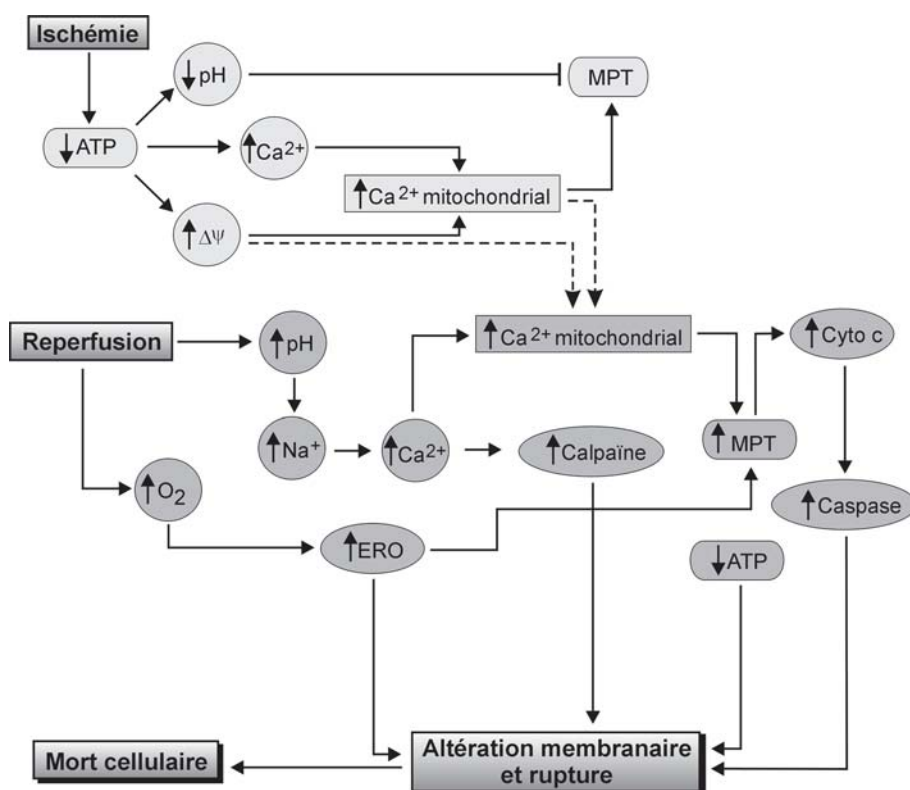 Ischémie
↓pH
MPT
↓ATP
↑Ca2+
↑Ca2+ mitochondrial
↑ΔΨ
Reperfusion
↑pH
↑Ca2+ mitochondrial
↑Cyto c
↑Na+
↑Ca2+
↑Calpaïne
↑MPT
↑O2
↑Caspase
↑ERO
↓ATP
Mort cellulaire
Altération membranaire
et rupture